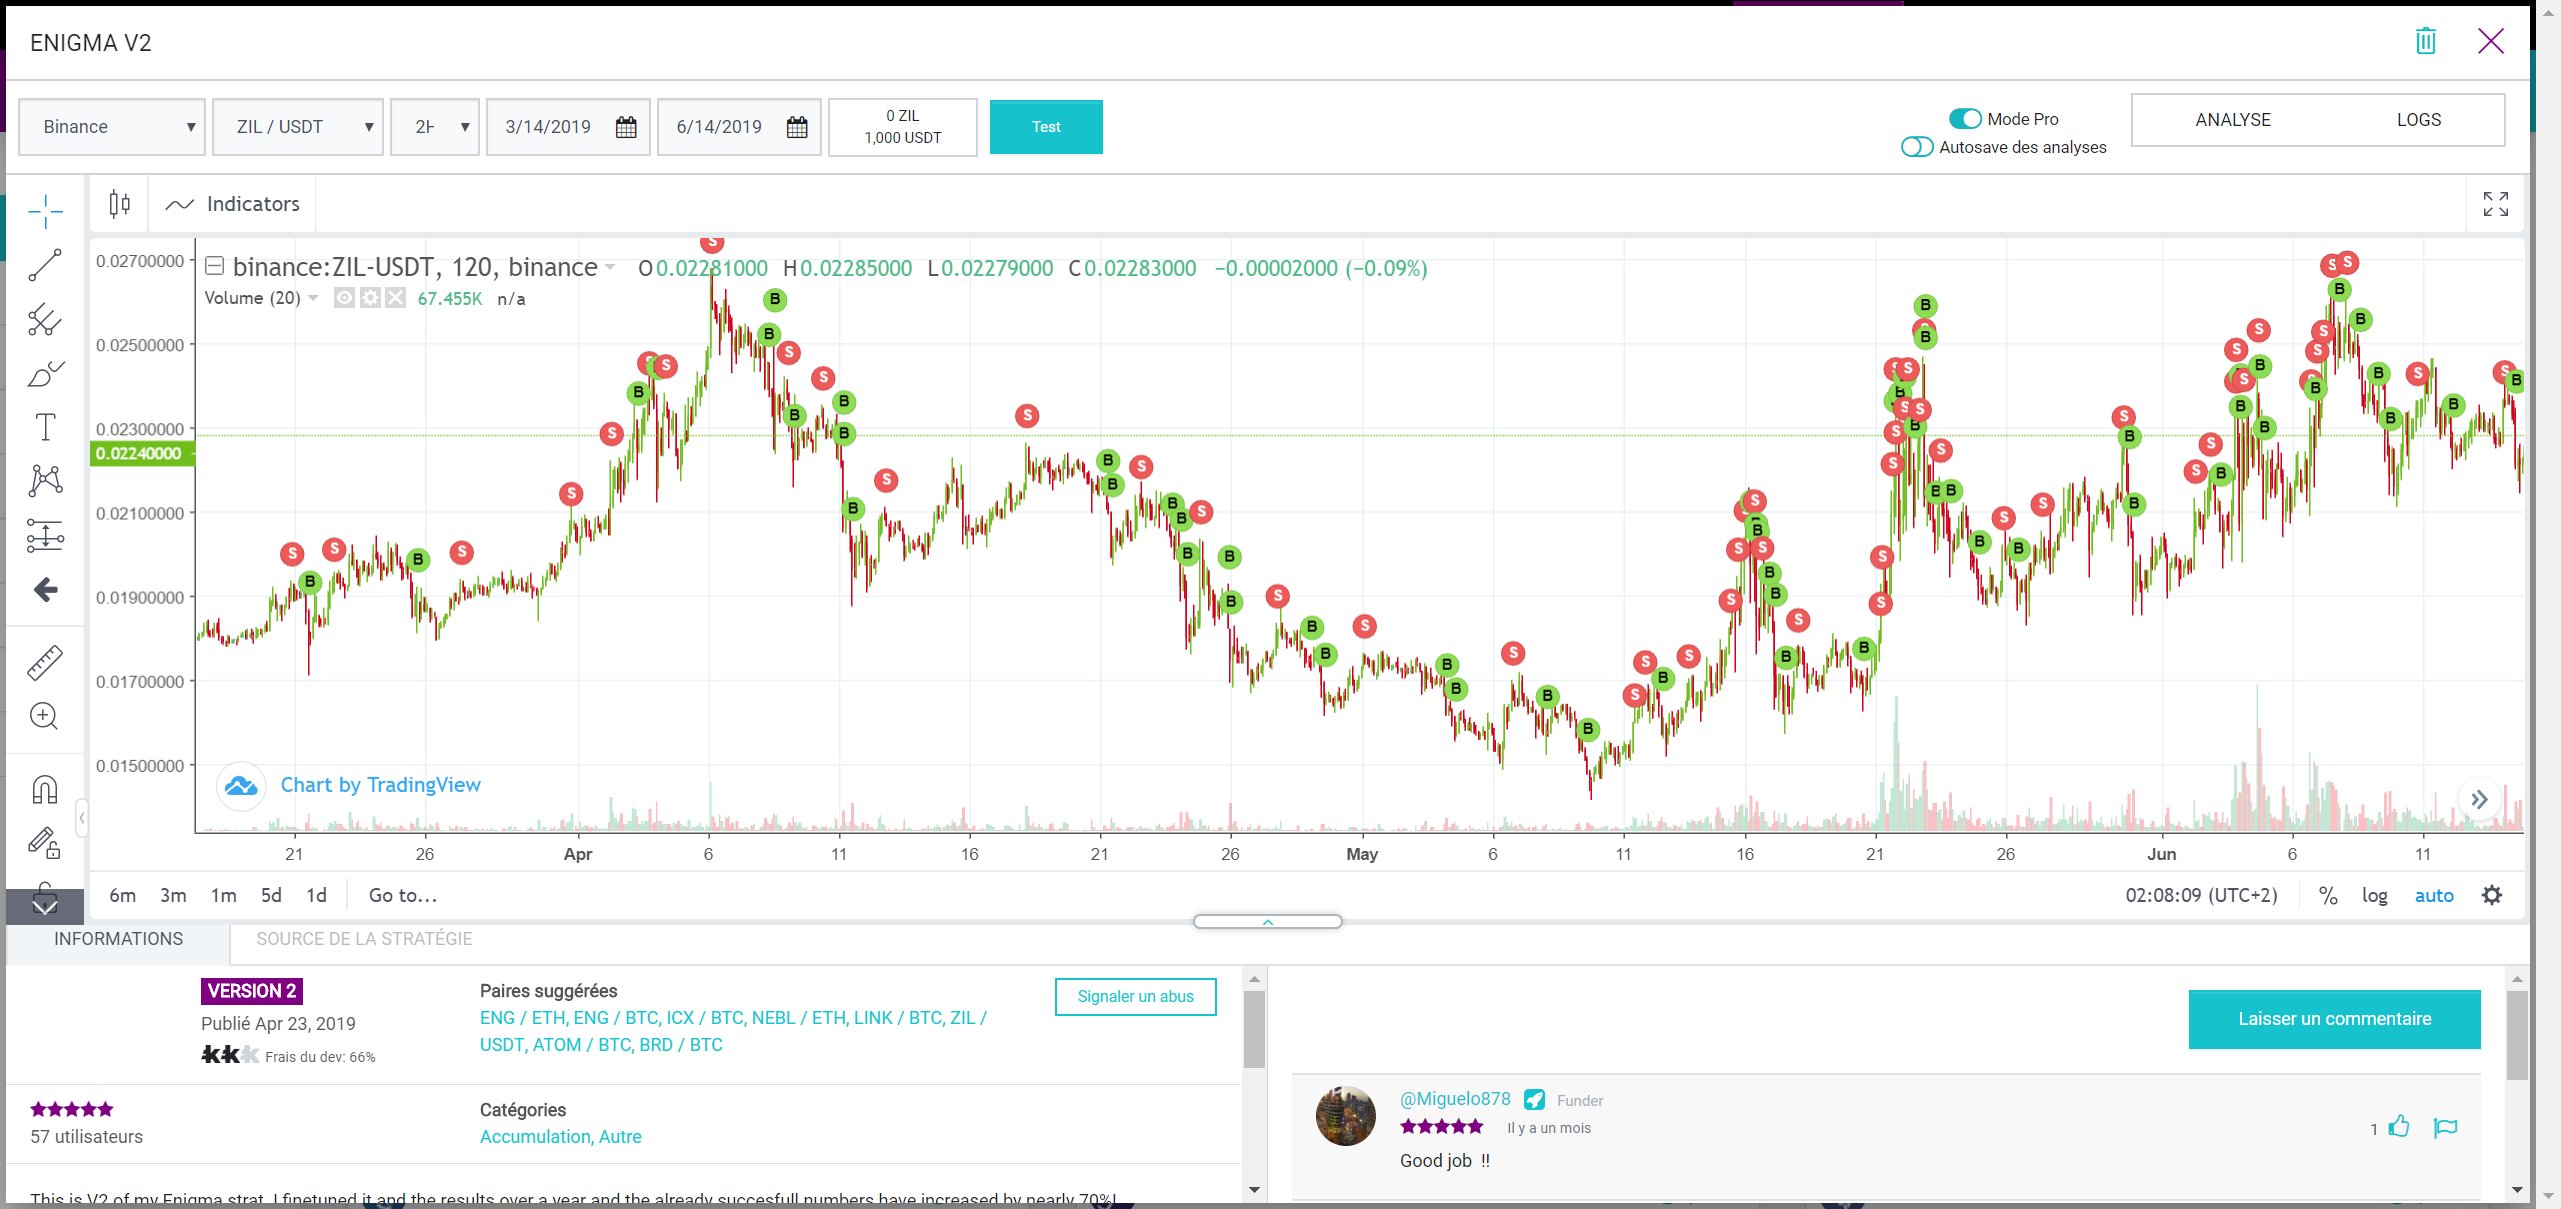 ENIGMA V2
Binance
ZIL / USDT
2H
3/14/2019
6/14/2019
0 ZIL
1,000 USDT
Test
Mode Pro
Autosave des analyses
ANALYSE
LOGS
Indicators
binance:ZIL-USDT, 120, binance
O0.02281000 H0.02285000 L0.02279000 C0.02283000 −0.00002000 (−0.09%)
Volume (20)
67.455K n/a
0.02700000
0.02500000
0.02300000
0.02240000
0.02100000
0.01900000
0.01700000
0.01500000
Chart by TradingView
21 26 Apr 6 11 16 21 26 May 6 11 16 21 26 Jun 6 11
6m 3m 1m 5d 1d Go to...
02:08:09 (UTC+2) % log auto
INFORMATIONS
SOURCE DE LA STRATÉGIE
VERSION 2
Publié Apr 23, 2019
Frais du dev: 66%
Paires suggérées
ENG / ETH, ENG / BTC, ICX / BTC, NEBL / ETH, LINK / BTC, ZIL /
USDT, ATOM / BTC, BRD / BTC
Signaler un abus
57 utilisateurs
Catégories
Accumulation, Autre
This is V2 of my Enigma strat. I finetuned it and the results over a year and the already succesfull numbers have increased by nearly 70%!
Laisser un commentaire
@Miguelo878
Funder
Il y a un mois
1
Good job !!